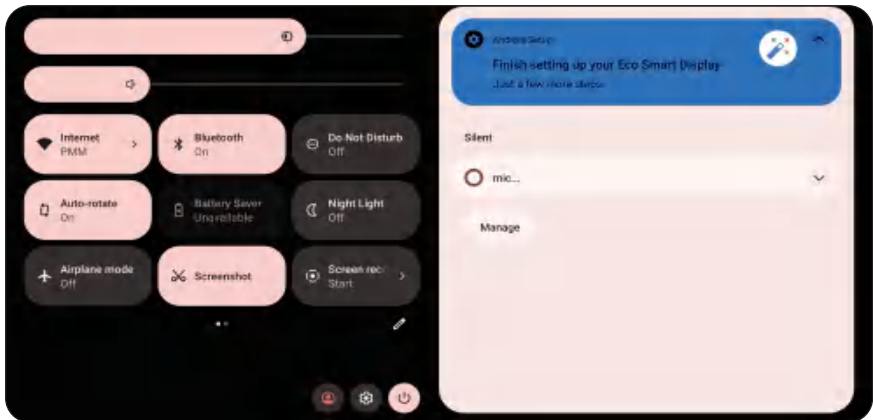 Internet
PMM
Bluetooth
On
Do Not Disturb
Off
Auto-rotate
On
Battery Saver
Unavailable
Night Light
Off
Airplane mode
Off
Screenshot
Screen rec
Start
Android Setup
Finish setting up your Eco Smart Display
Just a few more steps
Silent
mic...
Manage